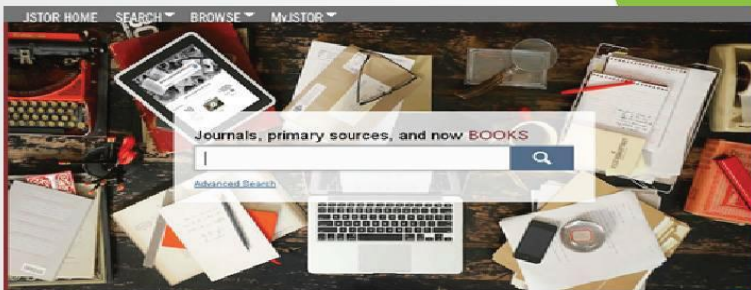 JSTOR HOME SEARCH BROWSE MyJSTOR
Journals, primary sources, and now BOOKS
Advanced Search